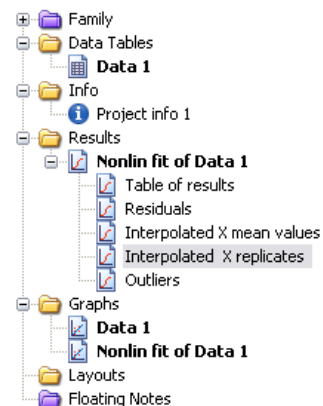 Family
Data Tables
Data 1
Info
Project info 1
Results
Nonlin fit of Data 1
Table of results
Residuals
Interpolated X mean values
Interpolated X replicates
Outliers
Graphs
Data 1
Nonlin fit of Data 1
Layouts
Floating Notes